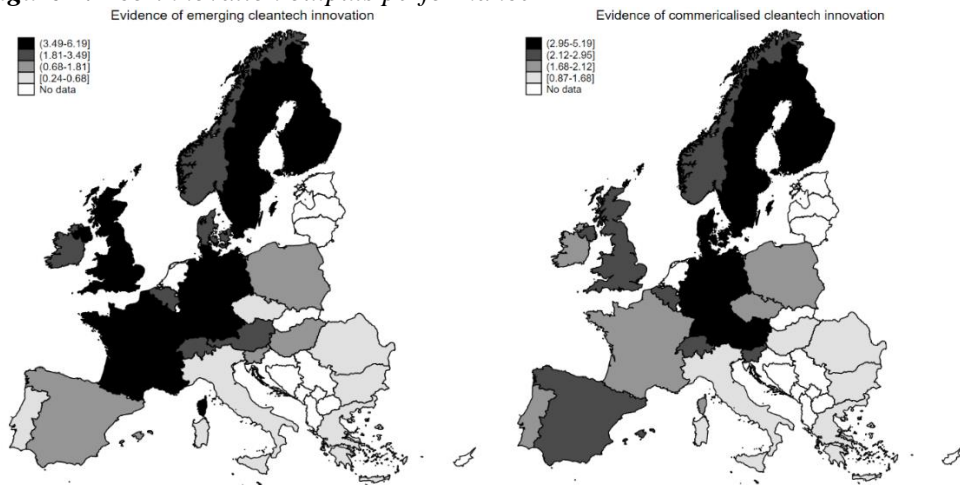 Evidence of emerging cleantech innovation
(3.49-6.19]
(1.81-3.49]
(0.68-1.81]
[0.24-0.68]
No data
Evidence of commericalised cleantech innovation
(2.95-5.19]
(2.12-2.95]
(1.68-2.12]
[0.87-1.68]
No data